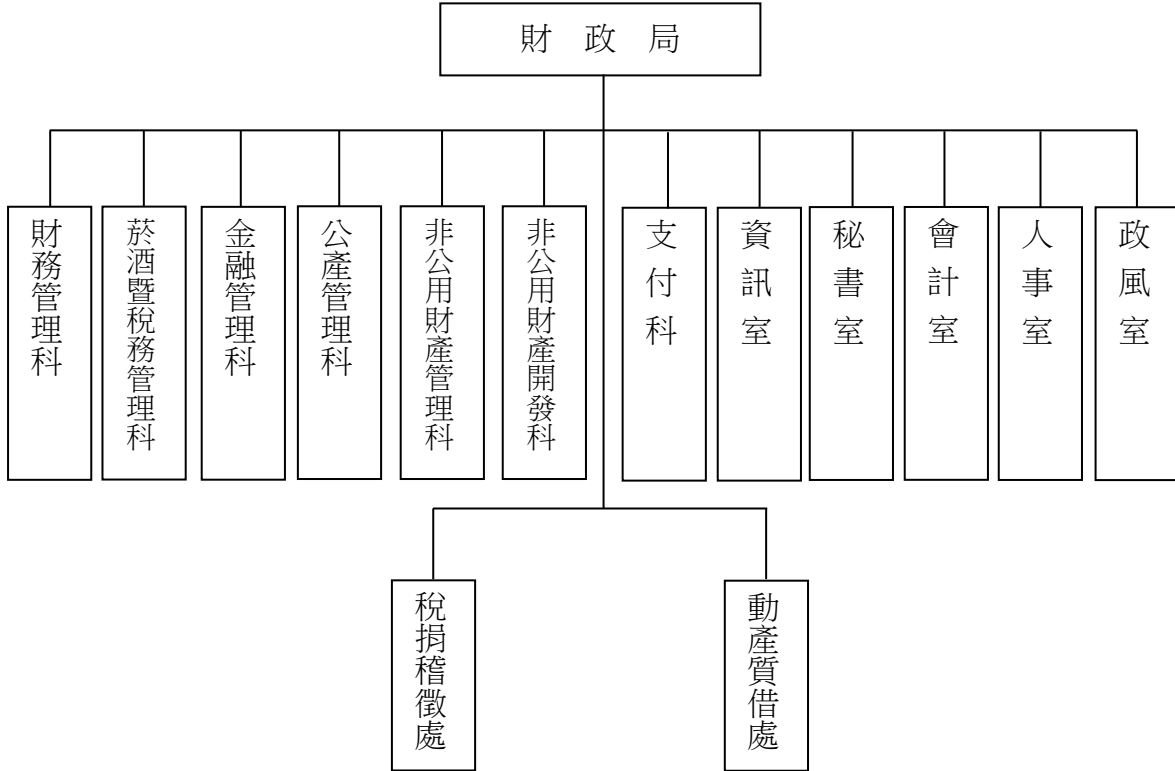 財政局
財務管理科
菸酒暨稅務管理科
金融管理科
公產管理科
非公用財產管理科
非公用財產開發科
支付科
資訊室
秘書室
會計室
人事室
政風室
稅捐稽徵處
動產質借處